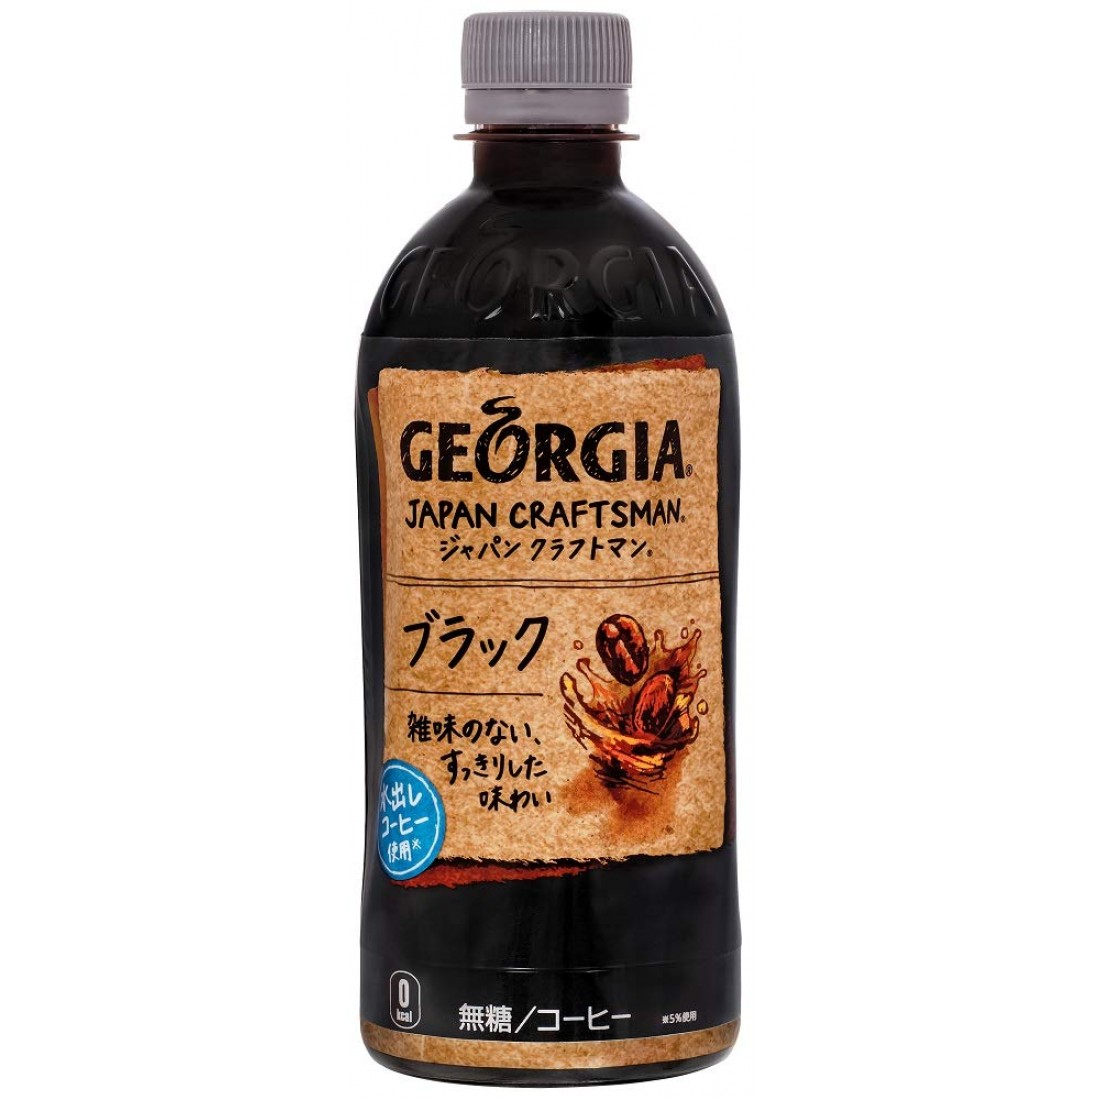 GEORGIA
GEORGIA®
JAPAN CRAFTSMAN®
ジャパン クラフトマン®
ブラック
雑味のない、
すっきりした
味わい
水出し
コーヒー
使用※
0
kcal
無糖/コーヒー
※5%使用